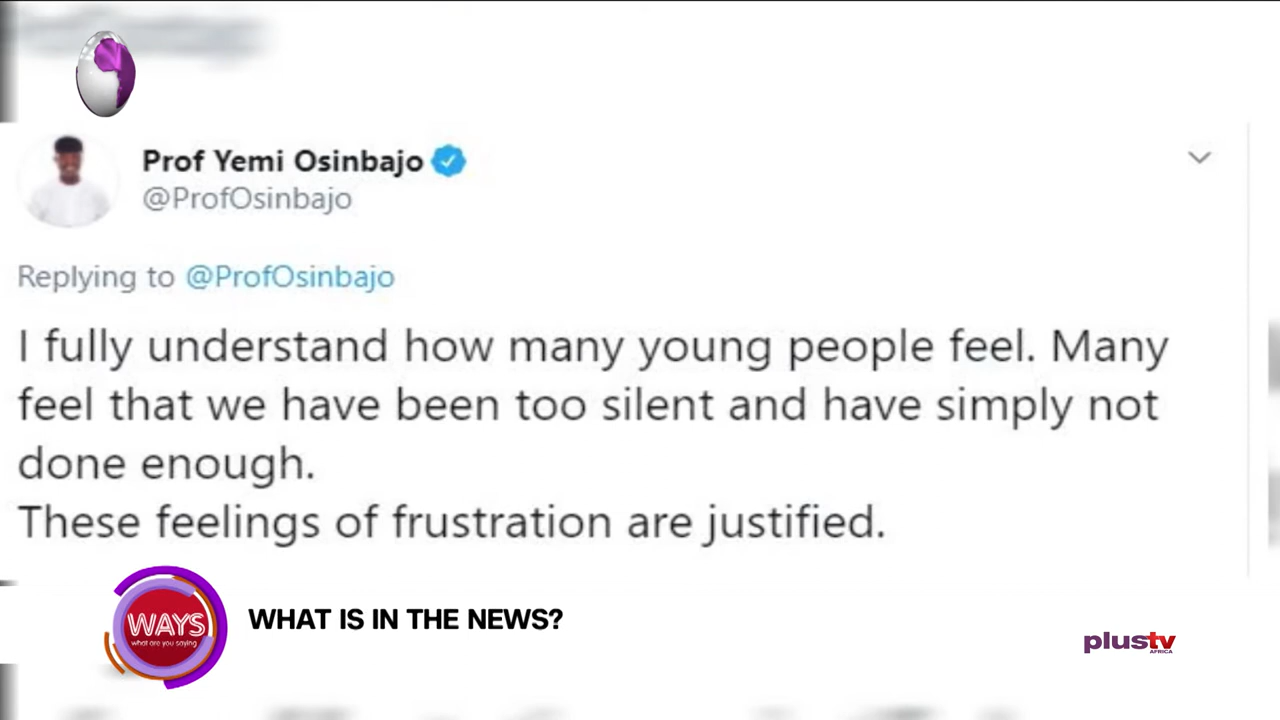 Prof Yemi Osinbajo
@ProfOsinbajo
Replying to @ProfOsinbajo
I fully understand how many young people feel. Many
feel that we have been too silent and have simply not
done enough.
These feelings of frustration are justified.
WAYS
what are you saying
WHAT IS IN THE NEWS?
plustv
AFRICA